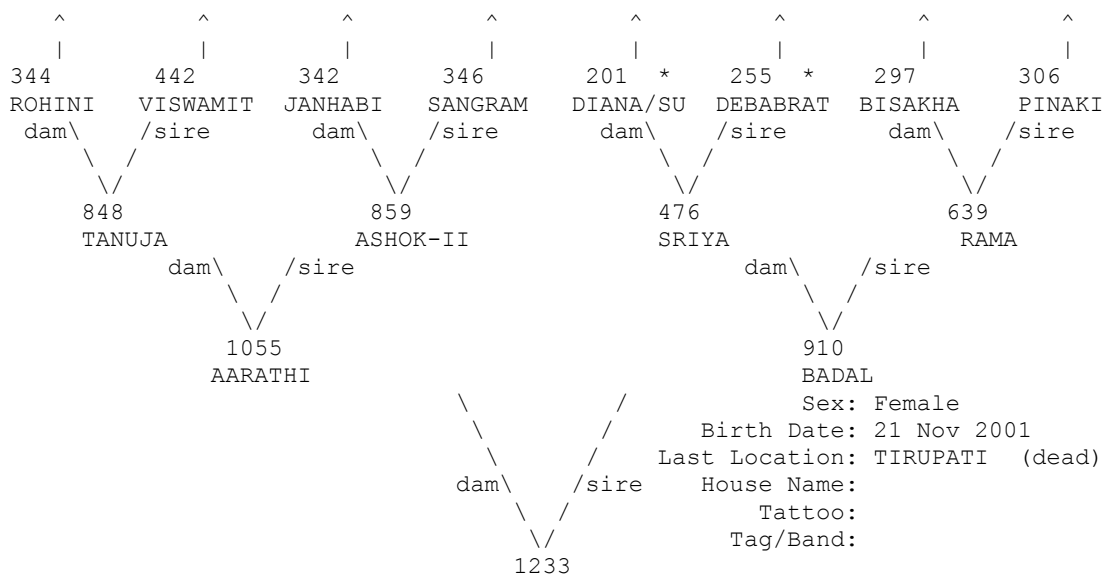 ^ ^ ^ ^ ^ ^ ^ ^
| | | | | | | |
344 442 342 346 201 * 255 * 297 306
ROHINI VISWAMIT JANHABI SANGRAM DIANA/SU DEBABRAT BISAKHA PINAKI
dam\ /sire dam\ /sire dam\ /sire dam\ /sire
\ / \ / \ / \ /
\/ \/ \/ \/
848 859 476 639
TANUJA ASHOK-II SRIYA RAMA
dam\ /sire dam\ /sire
\ / \ /
\/ \/
1055 910
AARATHI BADAL
\ / Sex: Female
\ / Birth Date: 21 Nov 2001
\ / Last Location: TIRUPATI (dead)
dam\ /sire House Name:
\ / Tattoo:
\/ Tag/Band:
1233